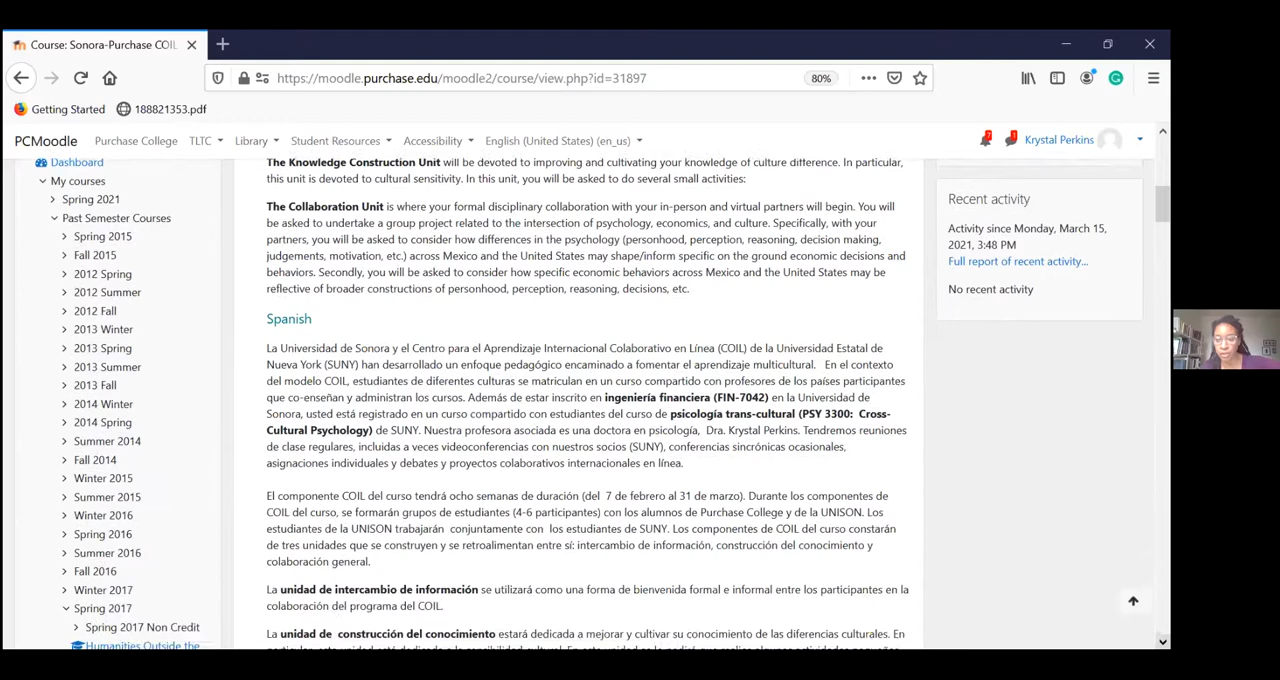 Course: Sonora-Purchase COIL
https://moodle.purchase.edu/moodle2/course/view.php?id=31897
80%
Getting Started
188821353.pdf
PCMoodle
Purchase College
TLTC
Library
Student Resources
Accessibility
English (United States) (en_us)
7
1
Krystal Perkins
Dashboard
My courses
Spring 2021
Past Semester Courses
Spring 2015
Fall 2015
2012 Spring
2012 Summer
2012 Fall
2013 Winter
2013 Spring
2013 Summer
2013 Fall
2014 Winter
2014 Spring
Summer 2014
Fall 2014
Winter 2015
Summer 2015
Winter 2016
Spring 2016
Summer 2016
Fall 2016
Winter 2017
Spring 2017
Spring 2017 Non Credit
Humanities Outside the
The Knowledge Construction Unit will be devoted to improving and cultivating your knowledge of culture difference. In particular,
this unit is devoted to cultural sensitivity. In this unit, you will be asked to do several small activities:
The Collaboration Unit is where your formal disciplinary collaboration with your in-person and virtual partners will begin. You will
be asked to undertake a group project related to the intersection of psychology, economics, and culture. Specifically, with your
partners, you will be asked to consider how differences in the psychology (personhood, perception, reasoning, decision making,
judgements, motivation, etc.) across Mexico and the United States may shape/inform specific on the ground economic decisions and
behaviors. Secondly, you will be asked to consider how specific economic behaviors across Mexico and the United States may be
reflective of broader constructions of personhood, perception, reasoning, decisions, etc.
Spanish
La Universidad de Sonora y el Centro para el Aprendizaje Internacional Colaborativo en Línea (COIL) de la Universidad Estatal de
Nueva York (SUNY) han desarrollado un enfoque pedagógico encaminado a fomentar el aprendizaje multicultural. En el contexto
del modelo COIL, estudiantes de diferentes culturas se matriculan en un curso compartido con profesores de los países participantes
que co-enseñan y administran los cursos. Además de estar inscrito en ingeniería financiera (FIN-7042) en la Universidad de
Sonora, usted está registrado en un curso compartido con estudiantes del curso de psicología trans-cultural (PSY 3300: Cross-
Cultural Psychology) de SUNY. Nuestra profesora asociada es una doctora en psicología, Dra. Krystal Perkins. Tendremos reuniones
de clase regulares, incluidas a veces videoconferencias con nuestros socios (SUNY), conferencias sincrónicas ocasionales,
asignaciones individuales y debates y proyectos colaborativos internacionales en línea.
El componente COIL del curso tendrá ocho semanas de duración (del 7 de febrero al 31 de marzo). Durante los componentes de
COIL del curso, se formarán grupos de estudiantes (4-6 participantes) con los alumnos de Purchase College y de la UNISON. Los
estudiantes de la UNISON trabajarán conjuntamente con los estudiantes de SUNY. Los componentes de COIL del curso constarán
de tres unidades que se construyen y se retroalimentan entre sí: intercambio de información, construcción del conocimiento y
colaboración general.
La unidad de intercambio de información se utilizará como una forma de bienvenida formal e informal entre los participantes en la
colaboración del programa del COIL.
La unidad de construcción del conocimiento estará dedicada a mejorar y cultivar su conocimiento de las diferencias culturales. En
Recent activity
Activity since Monday, March 15,
2021, 3:48 PM
Full report of recent activity...
No recent activity